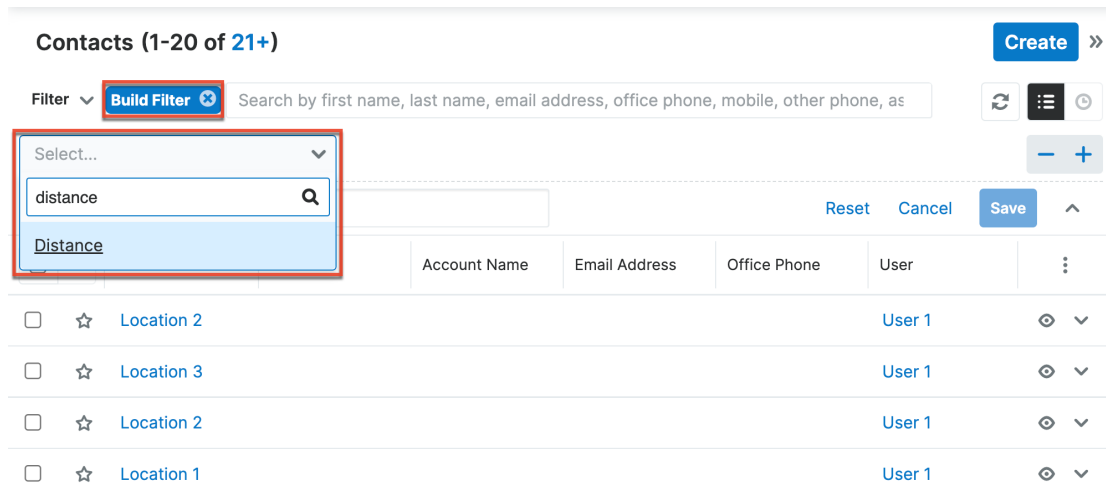 Contacts (1-20 of 21+)
Create
Filter
Build Filter
Search by first name, last name, email address, office phone, mobile, other phone, as
Select...
distance
Distance
Reset
Cancel
Save
Account Name
Email Address
Office Phone
User
Location 2
User 1
Location 3
User 1
Location 2
User 1
Location 1
User 1